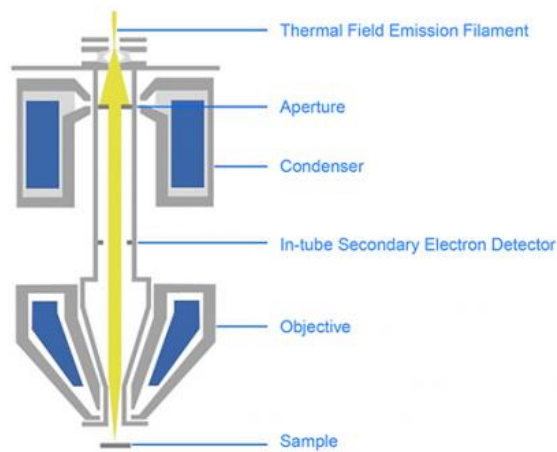 Thermal Field Emission Filament
Aperture
Condenser
In-tube Secondary Electron Detector
Objective
Sample